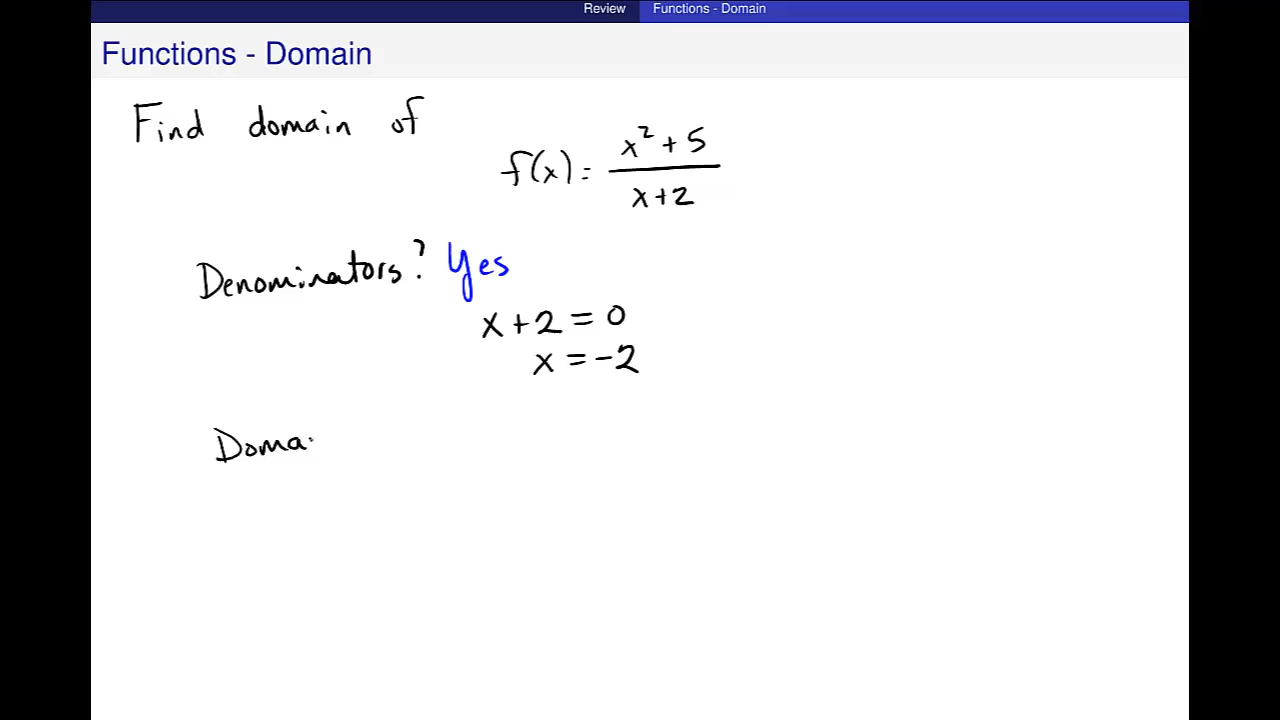 Review Functions - Domain
Functions - Domain
Find domain of
f(x) = x² + 5 / x + 2
Denominators? Yes
x + 2 = 0
x = -2
Doma